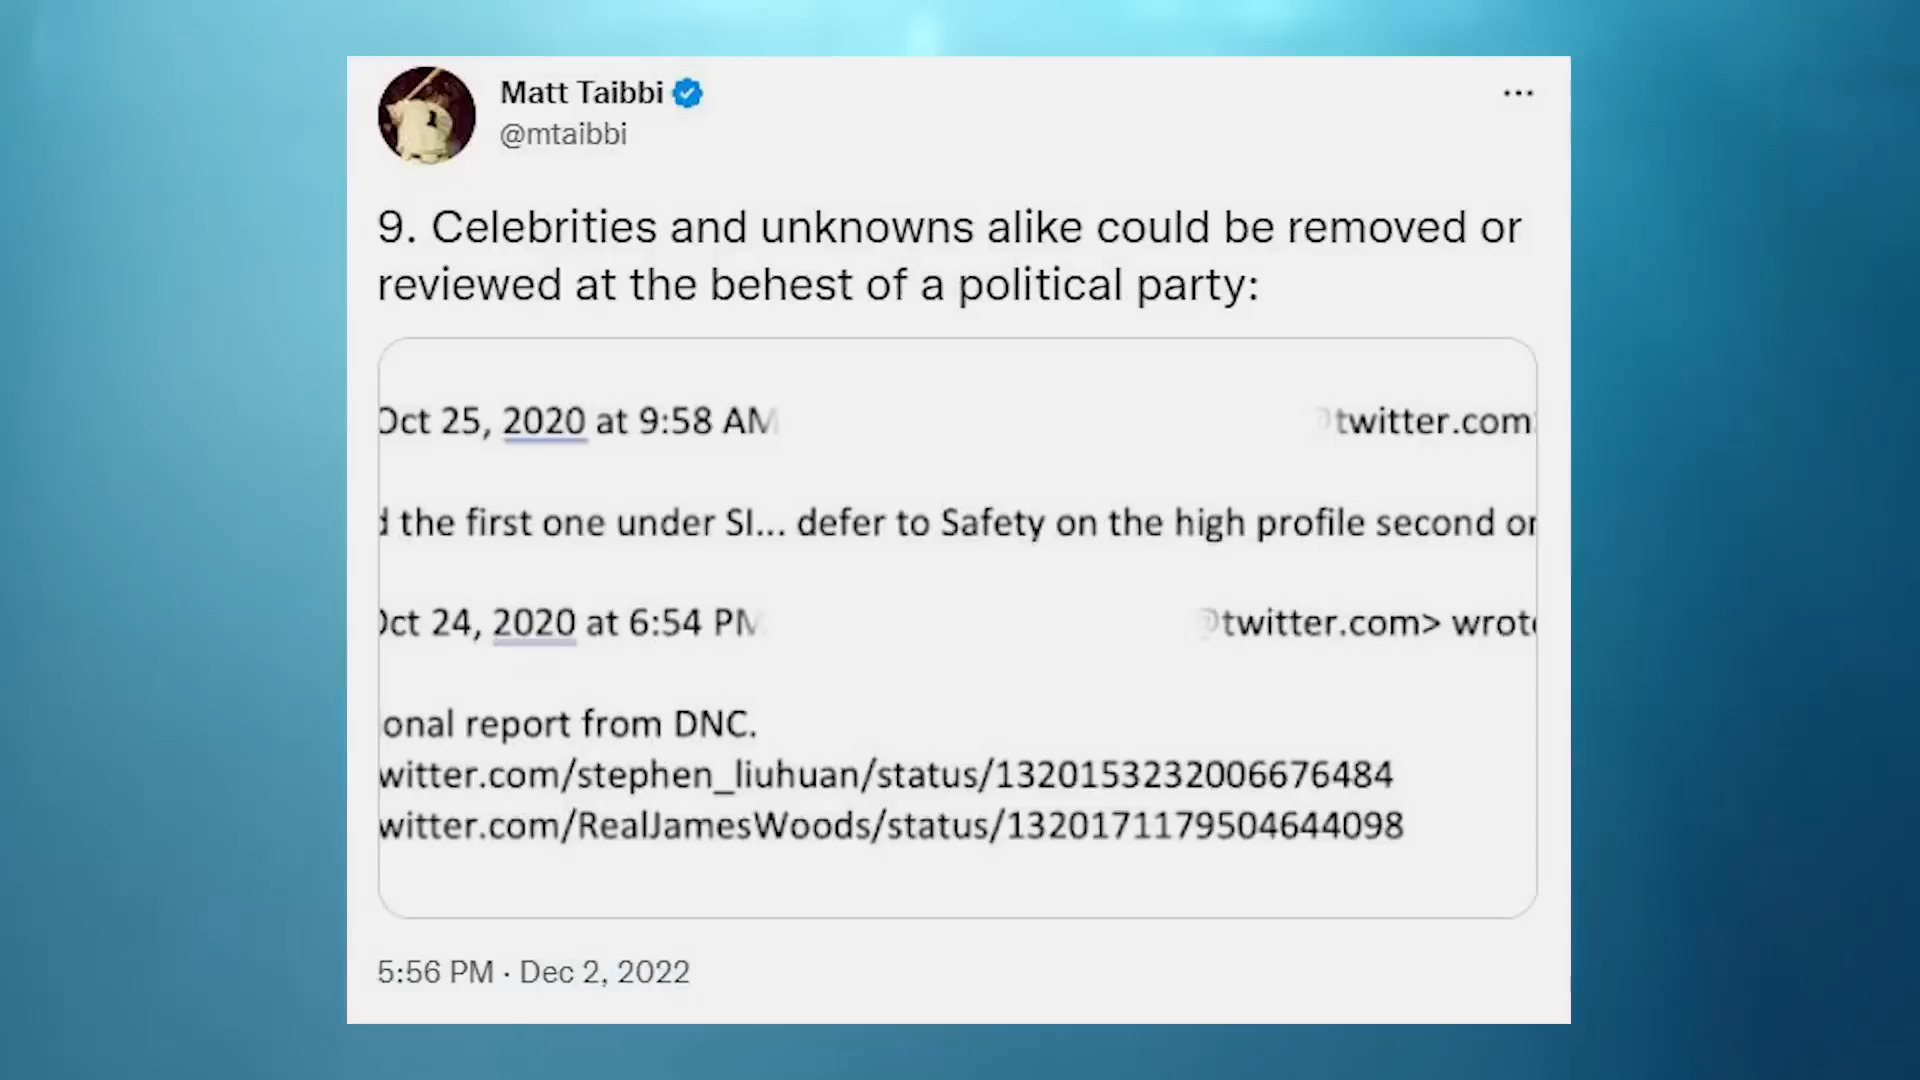 Matt Taibbi
@mtaibbi
9. Celebrities and unknowns alike could be removed or
reviewed at the behest of a political party:
Oct 25, 2020 at 9:58 AM twitter.com
d the first one under SI... defer to Safety on the high profile second or
Oct 24, 2020 at 6:54 PM @twitter.com> wrote
onal report from DNC.
witter.com/stephen_liuhuan/status/1320153232006676484
witter.com/RealJamesWoods/status/1320171179504644098
5:56 PM · Dec 2, 2022